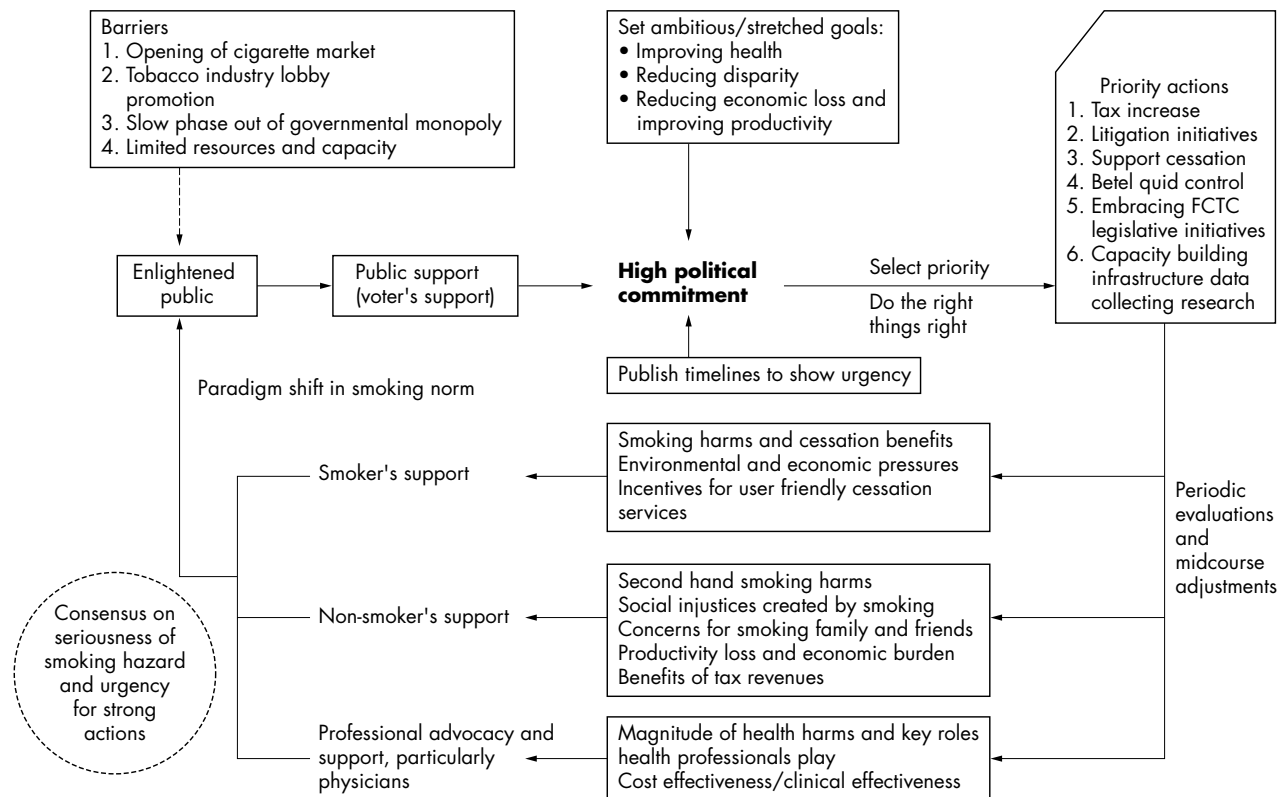 Barriers
1. Opening of cigarette market
2. Tobacco industry lobby
promotion
3. Slow phase out of governmental monopoly
4. Limited resources and capacity
Set ambitious/stretched goals:
• Improving health
• Reducing disparity
• Reducing economic loss and
improving productivity
Priority actions
1. Tax increase
2. Litigation initiatives
3. Support cessation
4. Betel quid control
5. Embracing FCTC
legislative initiatives
6. Capacity building
infrastructure data
collecting research
Enlightened
public
Public support
(voter's support)
High political
commitment
Select priority
Do the right
things right
Publish timelines to show urgency
Paradigm shift in smoking norm
Smoker's support
Smoking harms and cessation benefits
Environmental and economic pressures
Incentives for user friendly cessation
services
Periodic
evaluations
and
midcourse
adjustments
Non-smoker's support
Second hand smoking harms
Social injustices created by smoking
Concerns for smoking family and friends
Productivity loss and economic burden
Benefits of tax revenues
Consensus on
seriousness of
smoking hazard
and urgency
for strong
actions
Professional advocacy and
support, particularly
physicians
Magnitude of health harms and key roles
health professionals play
Cost effectiveness/clinical effectiveness